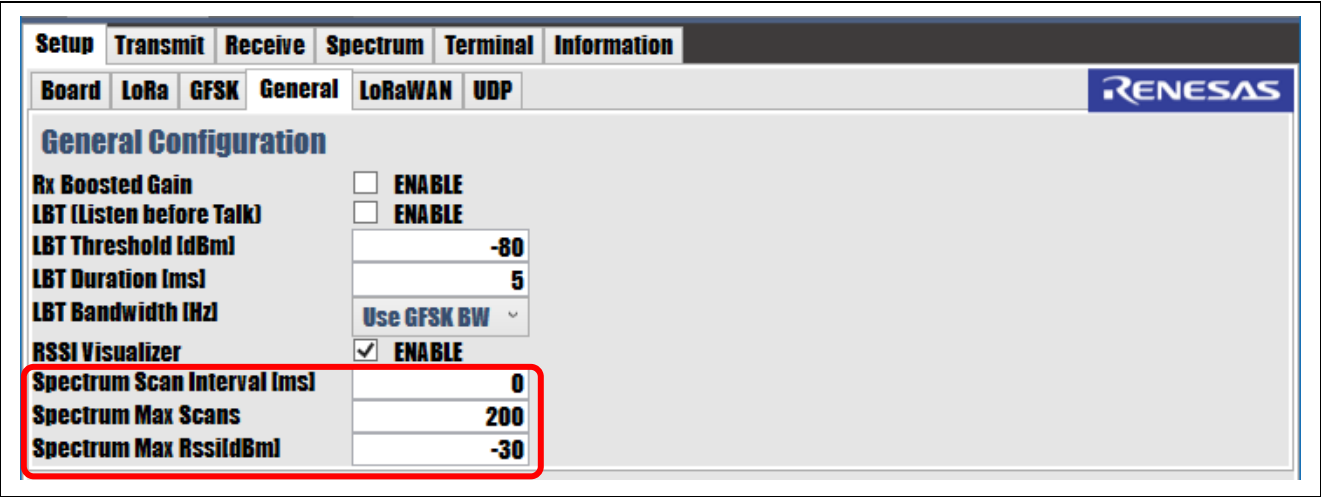 Setup Transmit Receive Spectrum Terminal Information
Board LoRa GFSK General LoRaWAN UDP RENESAS
General Configuration
Rx Boosted Gain ENABLE
LBT (Listen before Talk) ENABLE
LBT Threshold [dBm] -80
LBT Duration [ms] 5
LBT Bandwidth [Hz] Use GFSK BW
RSSI Visualizer ENABLE
Spectrum Scan Interval [ms] 0
Spectrum Max Scans 200
Spectrum Max Rssi[dBm] -30